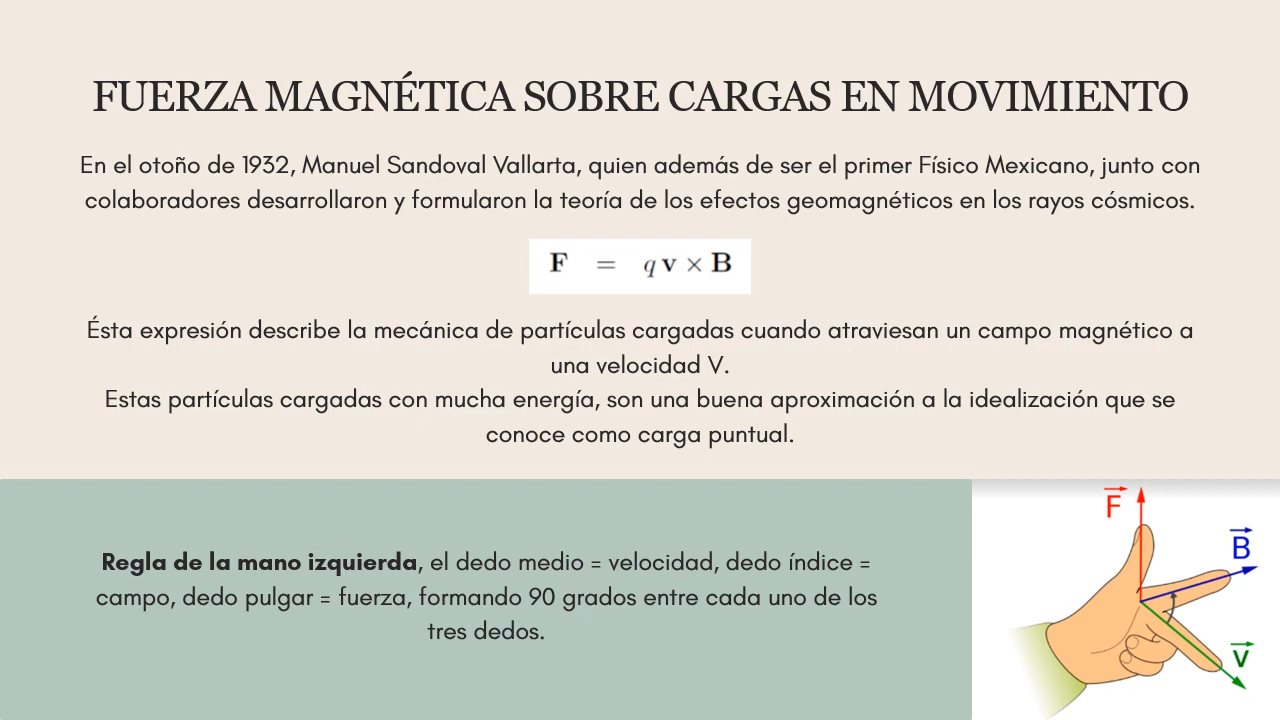 FUERZA MAGNÉTICA SOBRE CARGAS EN MOVIMIENTO
En el otoño de 1932, Manuel Sandoval Vallarta, quien además de ser el primer Físico Mexicano, junto con
colaboradores desarrollaron y formularon la teoría de los efectos geomagnéticos en los rayos cósmicos.
F = q v × B
Ésta expresión describe la mecánica de partículas cargadas cuando atraviesan un campo magnético a
una velocidad V.
Estas partículas cargadas con mucha energía, son una buena aproximación a la idealización que se
conoce como carga puntual.
Regla de la mano izquierda, el dedo medio = velocidad, dedo índice =
campo, dedo pulgar = fuerza, formando 90 grados entre cada uno de los
tres dedos.
F
B
v